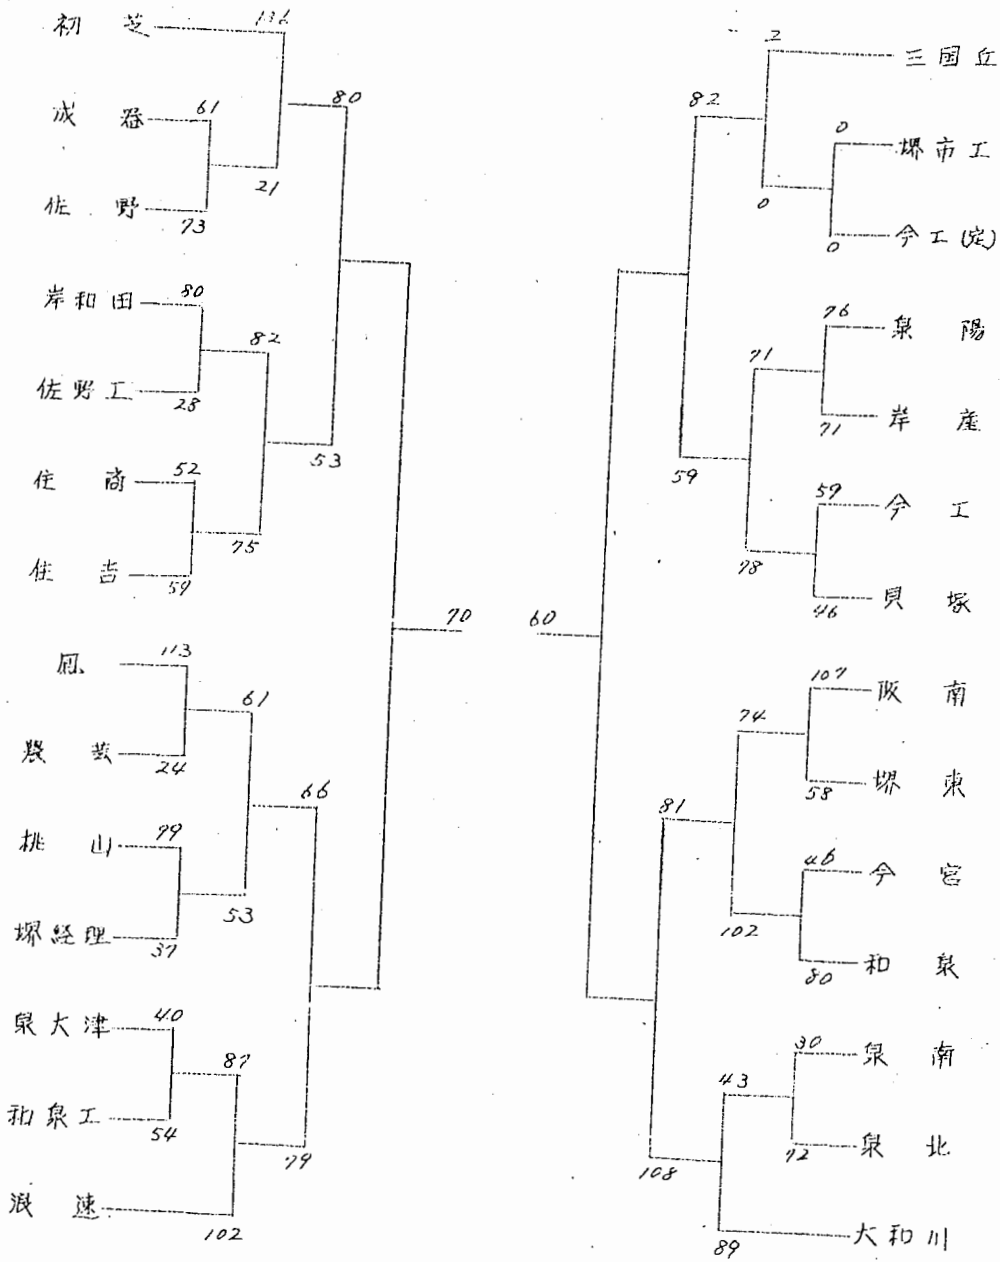 初芝
136
成器
61
80
21
佐野
73
岸和田
80
82
佐野工
28
53
住商
52
75
住吉
59
70
鳳
113
61
農芸
24
66
桃山
79
53
堺経理
37
泉大津
40
87
和泉工
54
79
浪速
102
2
三国丘
82
0
堺市工
0
0
今工(定)
76
泉陽
71
71
岸産
59
59
今工
78
46
貝塚
60
107
阪南
74
58
堺東
81
46
今宮
102
80
和泉
30
泉南
43
72
泉北
108
89
大和川